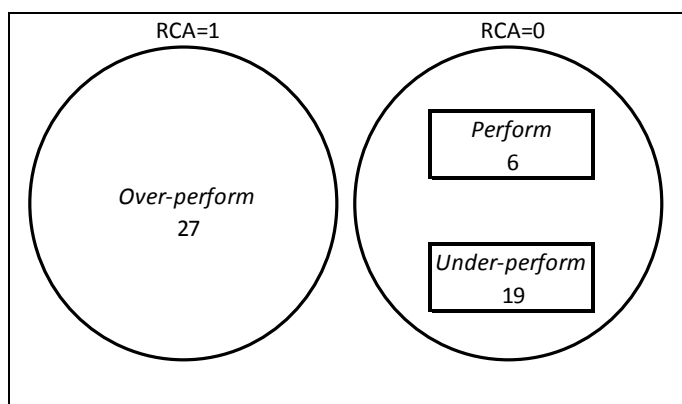 RCA=1
RCA=0
Over-perform
27
Perform
6
Under-perform
19